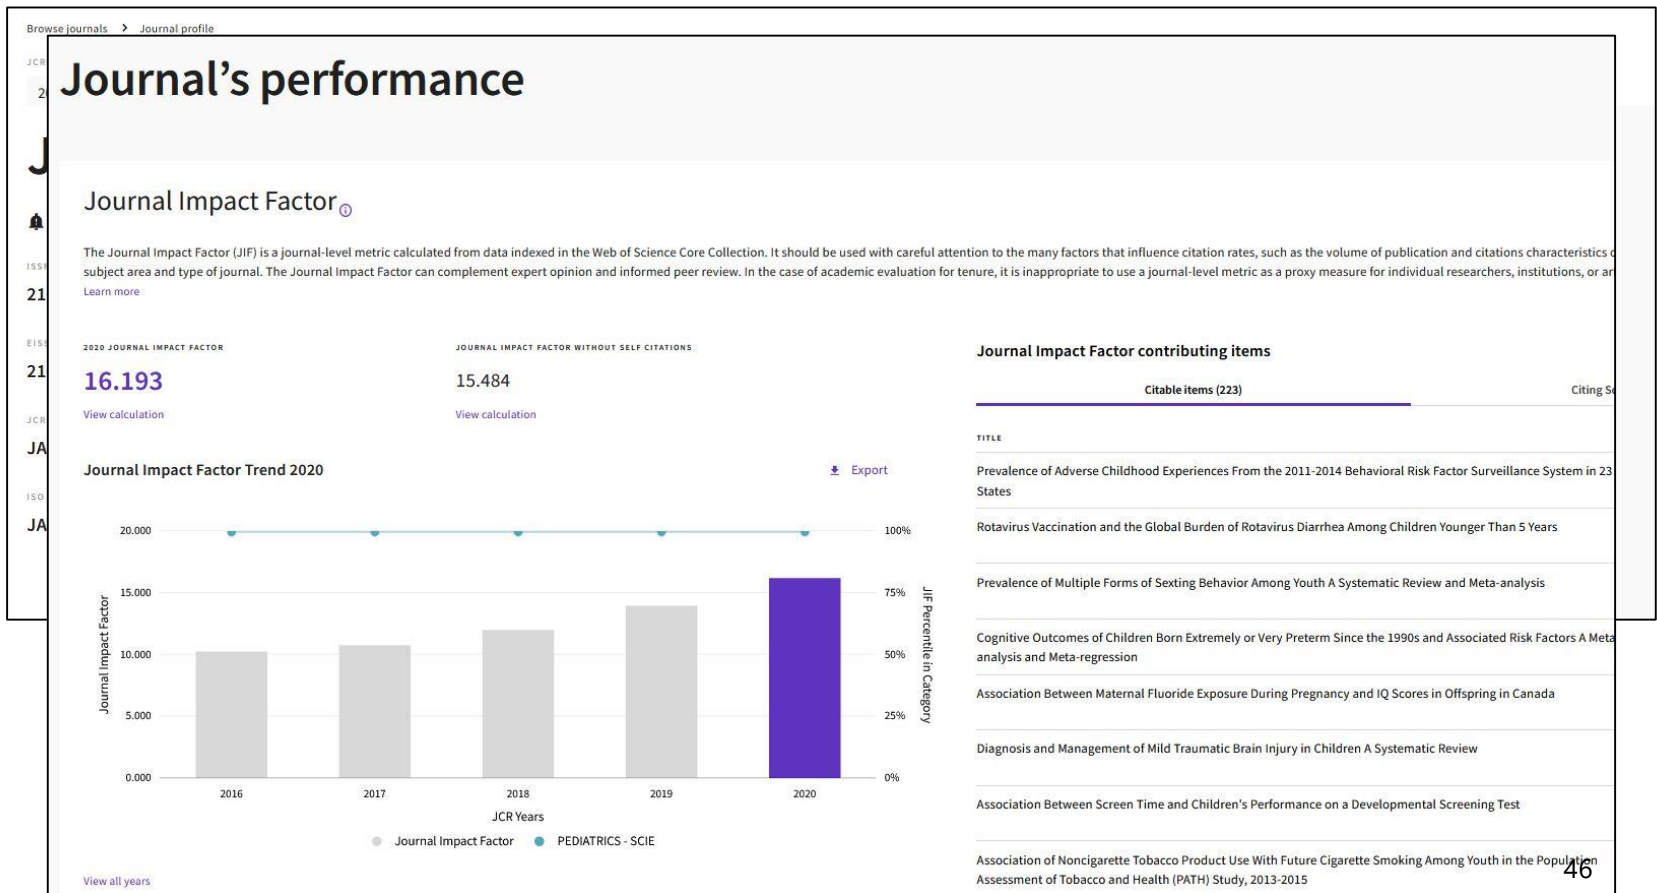 Browse journals > Journal profile
JCR
20
Journal's performance
J
Journal Impact Factor
The Journal Impact Factor (JIF) is a journal-level metric calculated from data indexed in the Web of Science Core Collection. It should be used with careful attention to the many factors that influence citation rates, such as the volume of publication and citations characteristics
subject area and type of journal. The Journal Impact Factor can complement expert opinion and informed peer review. In the case of academic evaluation for tenure, it is inappropriate to use a journal-level metric as a proxy measure for individual researchers, institutions, or
Learn more
ISSN
21
EISS
21
JCR
JA
ISO
JA
2020 JOURNAL IMPACT FACTOR
16.193
View calculation
JOURNAL IMPACT FACTOR WITHOUT SELF CITATIONS
15.484
View calculation
Journal Impact Factor Trend 2020
Export
20.000
15.000
10.000
5.000
0.000
Journal Impact Factor
100%
75%
50%
25%
0%
JIF Percentile in Category
2016 2017 2018 2019 2020
JCR Years
Journal Impact Factor PEDIATRICS - SCIE
View all years
Journal Impact Factor contributing items
Citable items (223) Citing
TITLE
Prevalence of Adverse Childhood Experiences From the 2011-2014 Behavioral Risk Factor Surveillance System in 23
States
Rotavirus Vaccination and the Global Burden of Rotavirus Diarrhea Among Children Younger Than 5 Years
Prevalence of Multiple Forms of Sexting Behavior Among Youth A Systematic Review and Meta-analysis
Cognitive Outcomes of Children Born Extremely or Very Preterm Since the 1990s and Associated Risk Factors A Meta
analysis and Meta-regression
Association Between Maternal Fluoride Exposure During Pregnancy and IQ Scores in Offspring in Canada
Diagnosis and Management of Mild Traumatic Brain Injury in Children A Systematic Review
Association Between Screen Time and Children's Performance on a Developmental Screening Test
Association of Noncigarette Tobacco Product Use With Future Cigarette Smoking Among Youth in the Population
Assessment of Tobacco and Health (PATH) Study, 2013-2015
46